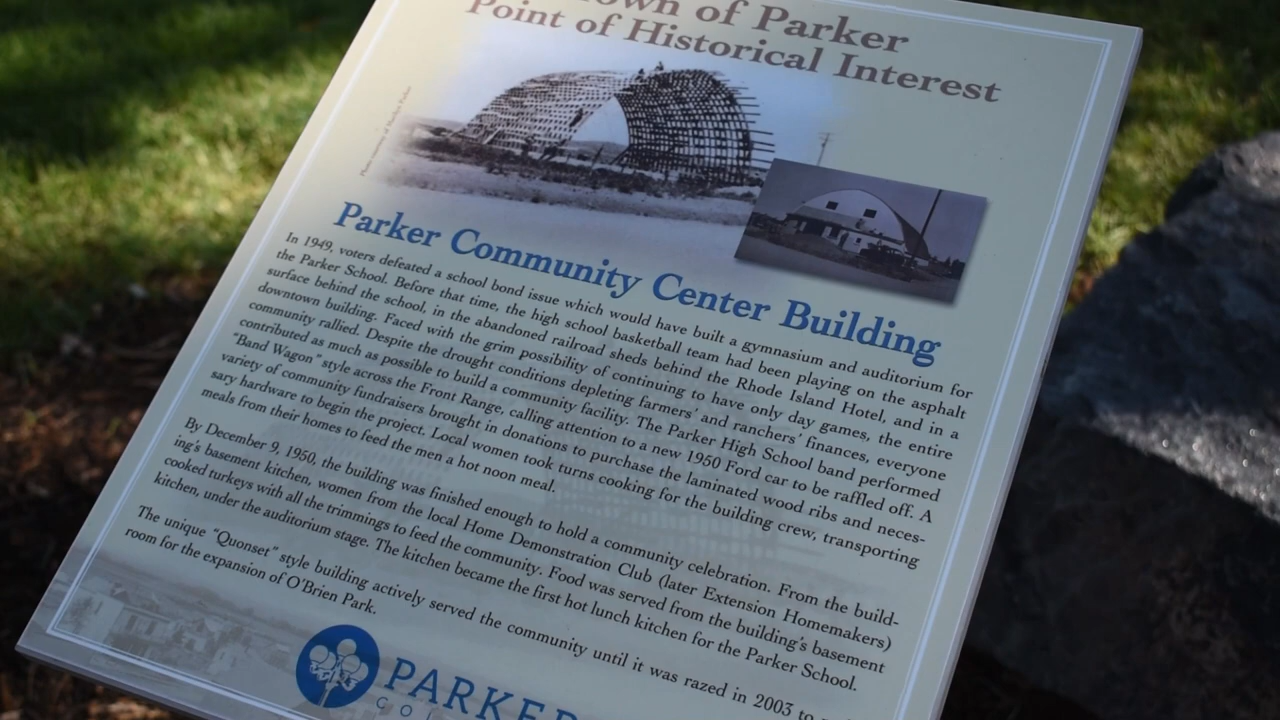 Town of Parker
Point of Historical Interest
Parker Community Center Building
In 1949, voters defeated a school bond issue which would have built a gymnasium and auditorium for
the Parker School. Before that time, the high school basketball team had been playing on the asphalt
surface behind the school, in the abandoned railroad sheds behind the Rhode Island Hotel, and in a
downtown building. Faced with the grim possibility of continuing to have only day games, the entire
community rallied. Despite the drought conditions depleting farmers' and ranchers' finances, everyone
contributed as much as possible to build a community facility. The Parker High School band performed
"Band Wagon" style across the Front Range, calling attention to a new 1950 Ford car to be raffled off. A
variety of community fundraisers brought in donations to purchase the laminated wood ribs and neces-
sary hardware to begin the project. Local women took turns cooking for the building crew, transporting
meals from their homes to feed the men a hot noon meal.
By December 9, 1950, the building was finished enough to hold a community celebration. From the build-
ing's basement kitchen, women from the local Home Demonstration Club (later Extension Homemakers)
cooked turkeys with all the trimmings to feed the community. Food was served from the building's basement
kitchen, under the auditorium stage. The kitchen became the first hot lunch kitchen for the Parker School.
The unique "Quonset" style building actively served the community until it was razed in 2003 to
room for the expansion of O'Brien Park.
PARKER